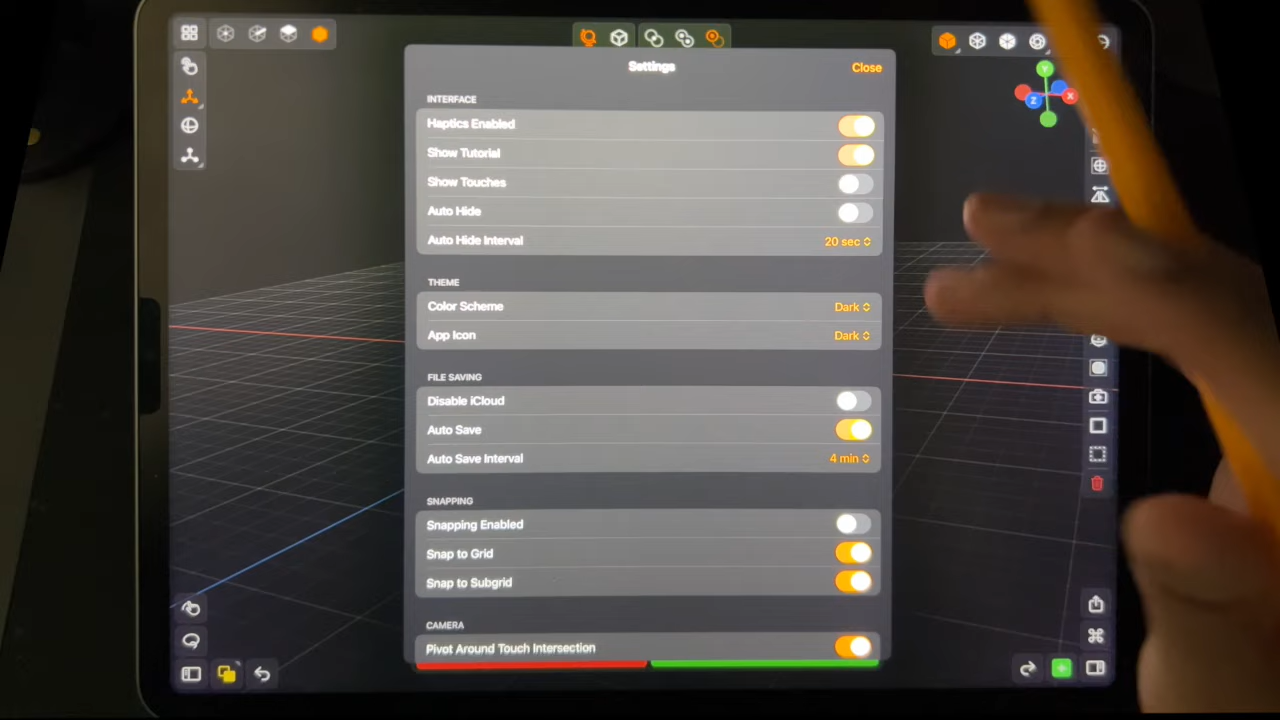 Settings
Close
INTERFACE
Haptics Enabled
Show Tutorial
Show Touches
Auto Hide
Auto Hide Interval 20 sec
THEME
Color Scheme Dark
App Icon Dark
FILE SAVING
Disable iCloud
Auto Save
Auto Save Interval 4 min
SNAPPING
Snapping Enabled
Snap to Grid
Snap to Subgrid
CAMERA
Pivot Around Touch Intersection
Y
Z
X